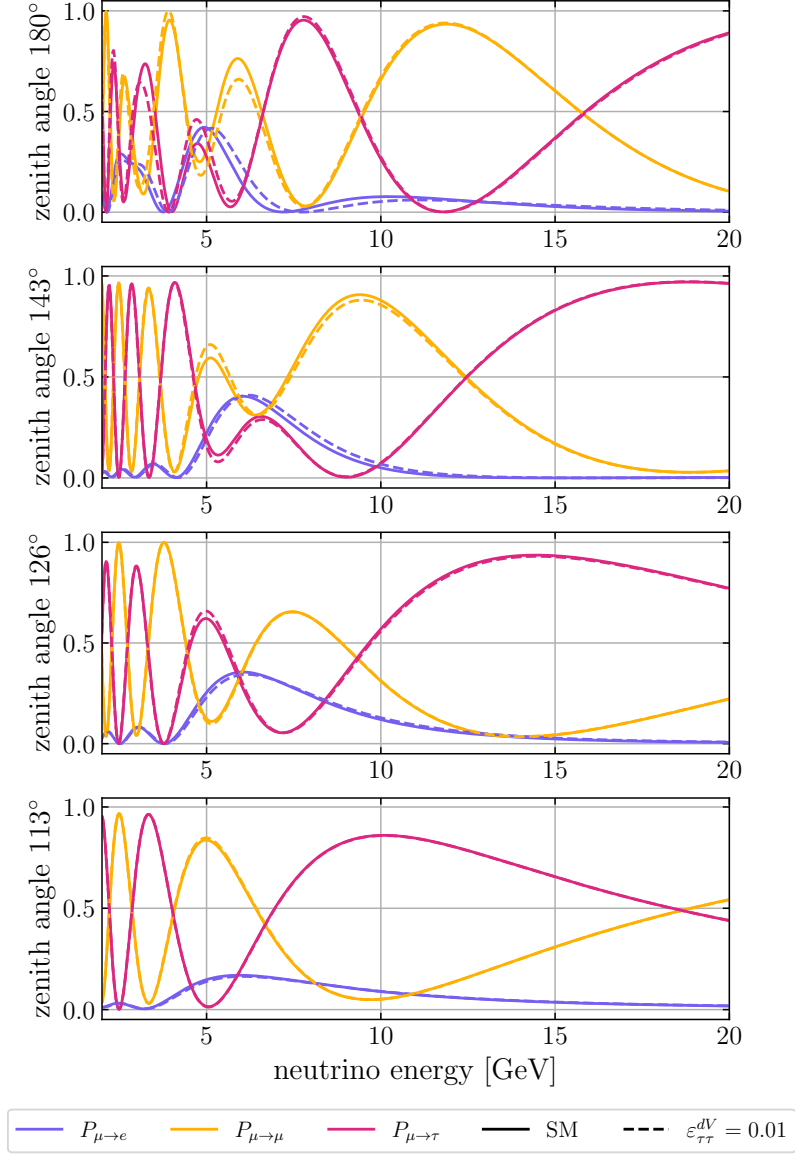 zenith angle 180°
1.0
0.5
0.0
5 10 15 20
zenith angle 143°
1.0
0.5
0.0
5 10 15 20
zenith angle 126°
1.0
0.5
0.0
5 10 15 20
zenith angle 113°
1.0
0.5
0.0
5 10 15 20
neutrino energy [GeV]
P_{μ→e} P_{μ→μ} P_{μ→τ} SM ε_{ττ}^{dV} = 0.01